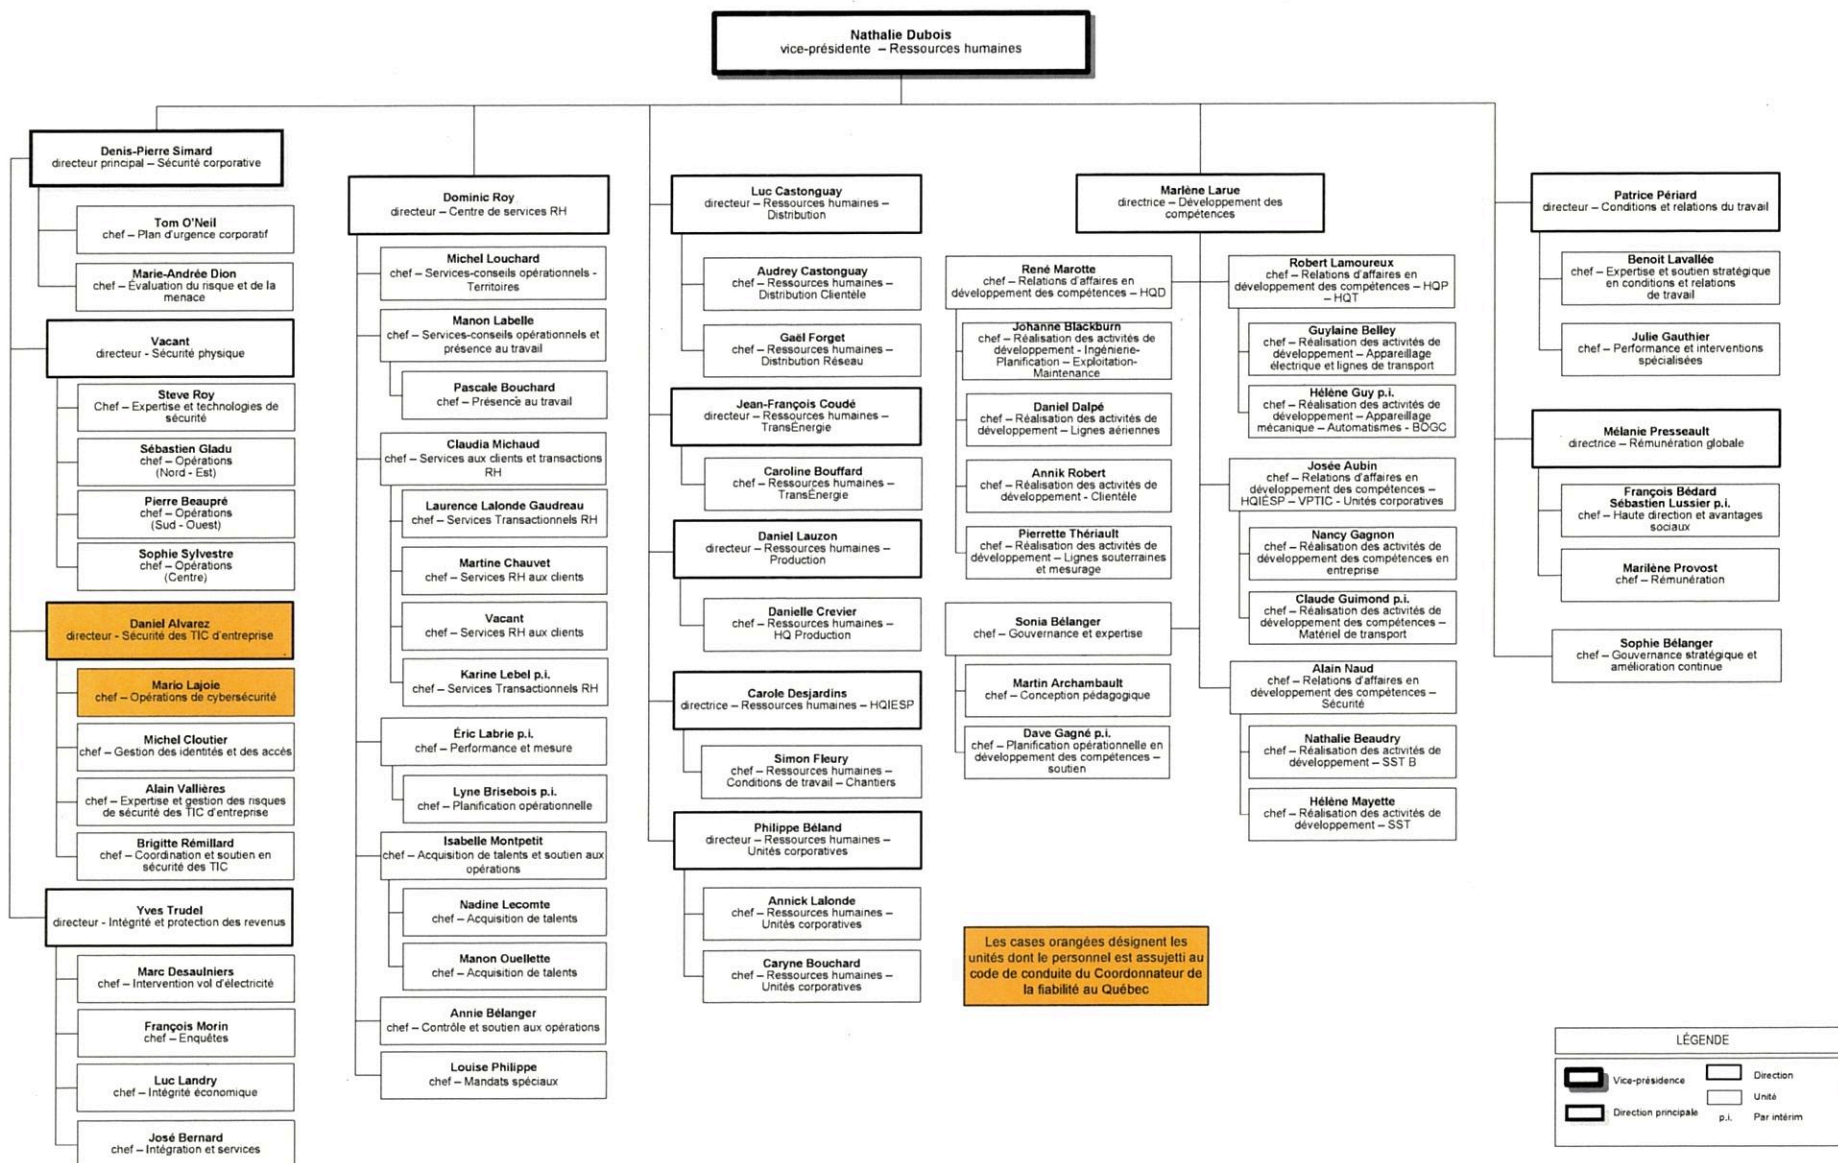 Nathalie Dubois
vice-présidente – Ressources humaines
Denis-Pierre Simard
directeur principal – Sécurité corporative
Tom O'Neil
chef – Plan d'urgence corporatif
Marie-Andrée Dion
chef – Évaluation du risque et de la
menace
Vacant
directeur - Sécurité physique
Steve Roy
Chef – Expertise et technologies de
sécurité
Sébastien Gladu
chef – Opérations
(Nord - Est)
Pierre Beaupré
chef – Opérations
(Sud - Ouest)
Sophie Sylvestre
chef – Opérations
(Centre)
Daniel Alvarez
directeur - Sécurité des TIC d'entreprise
Mario Lajoie
chef – Opérations de cybersécurité
Michel Cloutier
chef – Gestion des identités et des accès
Alain Vallières
chef – Expertise et gestion des risques
de sécurité des TIC d'entreprise
Brigitte Rémillard
chef – Coordination et soutien en
sécurité des TIC
Yves Trudel
directeur - Intégrité et protection des revenus
Marc Desaulniers
chef – Intervention vol d'électricité
François Morin
chef – Enquêtes
Luc Landry
chef – Intégrité économique
José Bernard
chef – Intégration et services
Dominic Roy
directeur – Centre de services RH
Michel Louchard
chef – Services-conseils opérationnels -
Territoires
Manon Labelle
chef – Services-conseils opérationnels et
présence au travail
Pascale Bouchard
chef – Présence au travail
Claudia Michaud
chef – Services aux clients et transactions
RH
Laurence Lalonde Gaudreau
chef – Services Transactionnels RH
Martine Chauvet
chef – Services RH aux clients
Vacant
chef – Services RH aux clients
Karine Lebel p.i.
chef – Services Transactionnels RH
Éric Labrie p.i.
chef – Performance et mesure
Lyne Brisebois p.i.
chef – Planification opérationnelle
Isabelle Montpetit
chef – Acquisition de talents et soutien aux
opérations
Nadine Lecomte
chef – Acquisition de talents
Manon Ouellette
chef – Acquisition de talents
Annie Bélanger
chef – Contrôle et soutien aux opérations
Louise Philippe
chef – Mandats spéciaux
Luc Castonguay
directeur – Ressources humaines –
Distribution
Audrey Castonguay
chef – Ressources humaines –
Distribution Clientèle
Gaël Forget
chef – Ressources humaines –
Distribution Réseau
Jean-François Coudé
directeur – Ressources humaines –
TransÉnergie
Caroline Bouffard
chef – Ressources humaines –
TransÉnergie
Daniel Lauzon
directeur – Ressources humaines –
Production
Danielle Crevier
chef – Ressources humaines –
HQ Production
Carole Desjardins
directrice – Ressources humaines – HQIESP
Simon Fleury
chef – Ressources humaines –
Conditions de travail – Chantiers
Philippe Béland
directeur – Ressources humaines –
Unités corporatives
Annick Lalonde
chef – Ressources humaines –
Unités corporatives
Caryne Bouchard
chef – Ressources humaines –
Unités corporatives
Marlène Larue
directrice – Développement des
compétences
René Marotte
chef – Relations d'affaires en
développement des compétences – HQD
Johanne Blackburn
chef – Réalisation des activités de
développement - Ingénierie-
Planification – Exploitation-
Maintenance
Daniel Dalpé
chef – Réalisation des activités de
développement – Lignes aériennes
Annik Robert
chef – Réalisation des activités de
développement - Clientèle
Pierrette Thériault
chef – Réalisation des activités de
développement – Lignes souterraines
et mesurage
Sonia Bélanger
chef – Gouvernance et expertise
Martin Archambault
chef – Conception pédagogique
Dave Gagné p.i.
chef – Planification opérationnelle en
développement des compétences –
soutien
Robert Lamoureux
chef – Relations d'affaires en
développement des compétences – HQP
– HQT
Guylaine Belley
chef – Réalisation des activités de
développement – Appareillage
électrique et lignes de transport
Hélène Guy p.i.
chef – Réalisation des activités de
développement – Appareillage
mécanique – Automatismes - BOGC
Josée Aubin
chef – Relations d'affaires en
développement des compétences –
HQIESP – VPTIC - Unités corporatives
Nancy Gagnon
chef – Réalisation des activités de
développement des compétences en
entreprise
Claude Guimond p.i.
chef – Réalisation des activités de
développement des compétences –
Matériel de transport
Alain Naud
chef – Relations d'affaires en
développement des compétences –
Sécurité
Nathalie Beaudry
chef – Réalisation des activités de
développement – SST B
Hélène Mayette
chef – Réalisation des activités de
développement – SST
Patrice Périard
directeur – Conditions et relations du travail
Benoit Lavallée
chef – Expertise et soutien stratégique
en conditions et relations
de travail
Julie Gauthier
chef – Performance et interventions
spécialisées
Mélanie Presseault
directrice – Rémunération globale
François Bédard
Sébastien Lussier p.i.
chef – Haute direction et avantages
sociaux
Marilène Provost
chef – Rémunération
Sophie Bélanger
chef – Gouvernance stratégique et
amélioration continue
Les cases orangées désignent les
unités dont le personnel est assujetti au
code de conduite du Coordonnateur de
la fiabilité au Québec
LÉGENDE
Vice-présidence
Direction
Unité
Direction principale
p.i. Par intérim